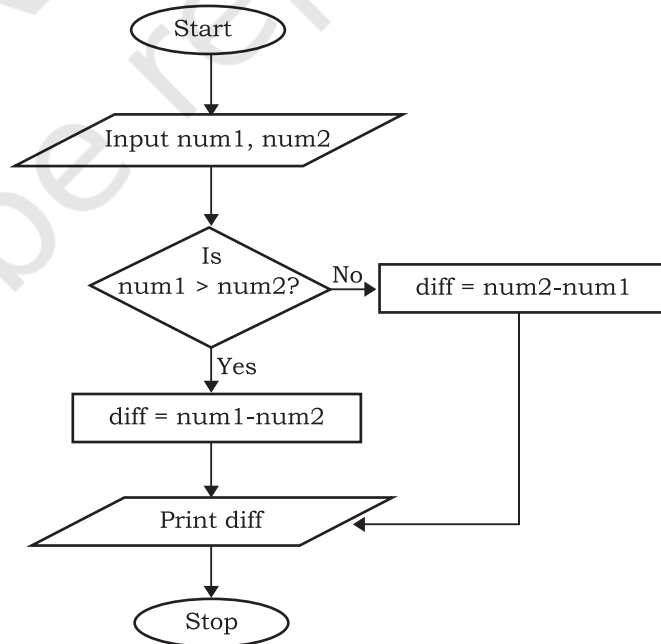 Start
Input num1, num2
Is
num1 > num2?
No
diff = num2-num1
Yes
diff = num1-num2
Print diff
Stop